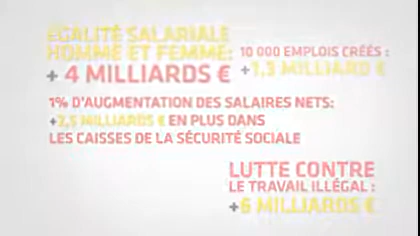 ÉGALITÉ SALARIALE
HOMME ET FEMME:
+ 4 MILLIARDS €
10 000 EMPLOIS CRÉÉS :
+1,3 MILLIARD €
1% D'AUGMENTATION DES SALAIRES NETS:
+2,5 MILLIARDS € EN PLUS DANS
LES CAISSES DE LA SÉCURITÉ SOCIALE
LUTTE CONTRE
LE TRAVAIL ILLÉGAL :
+6 MILLIARDS €